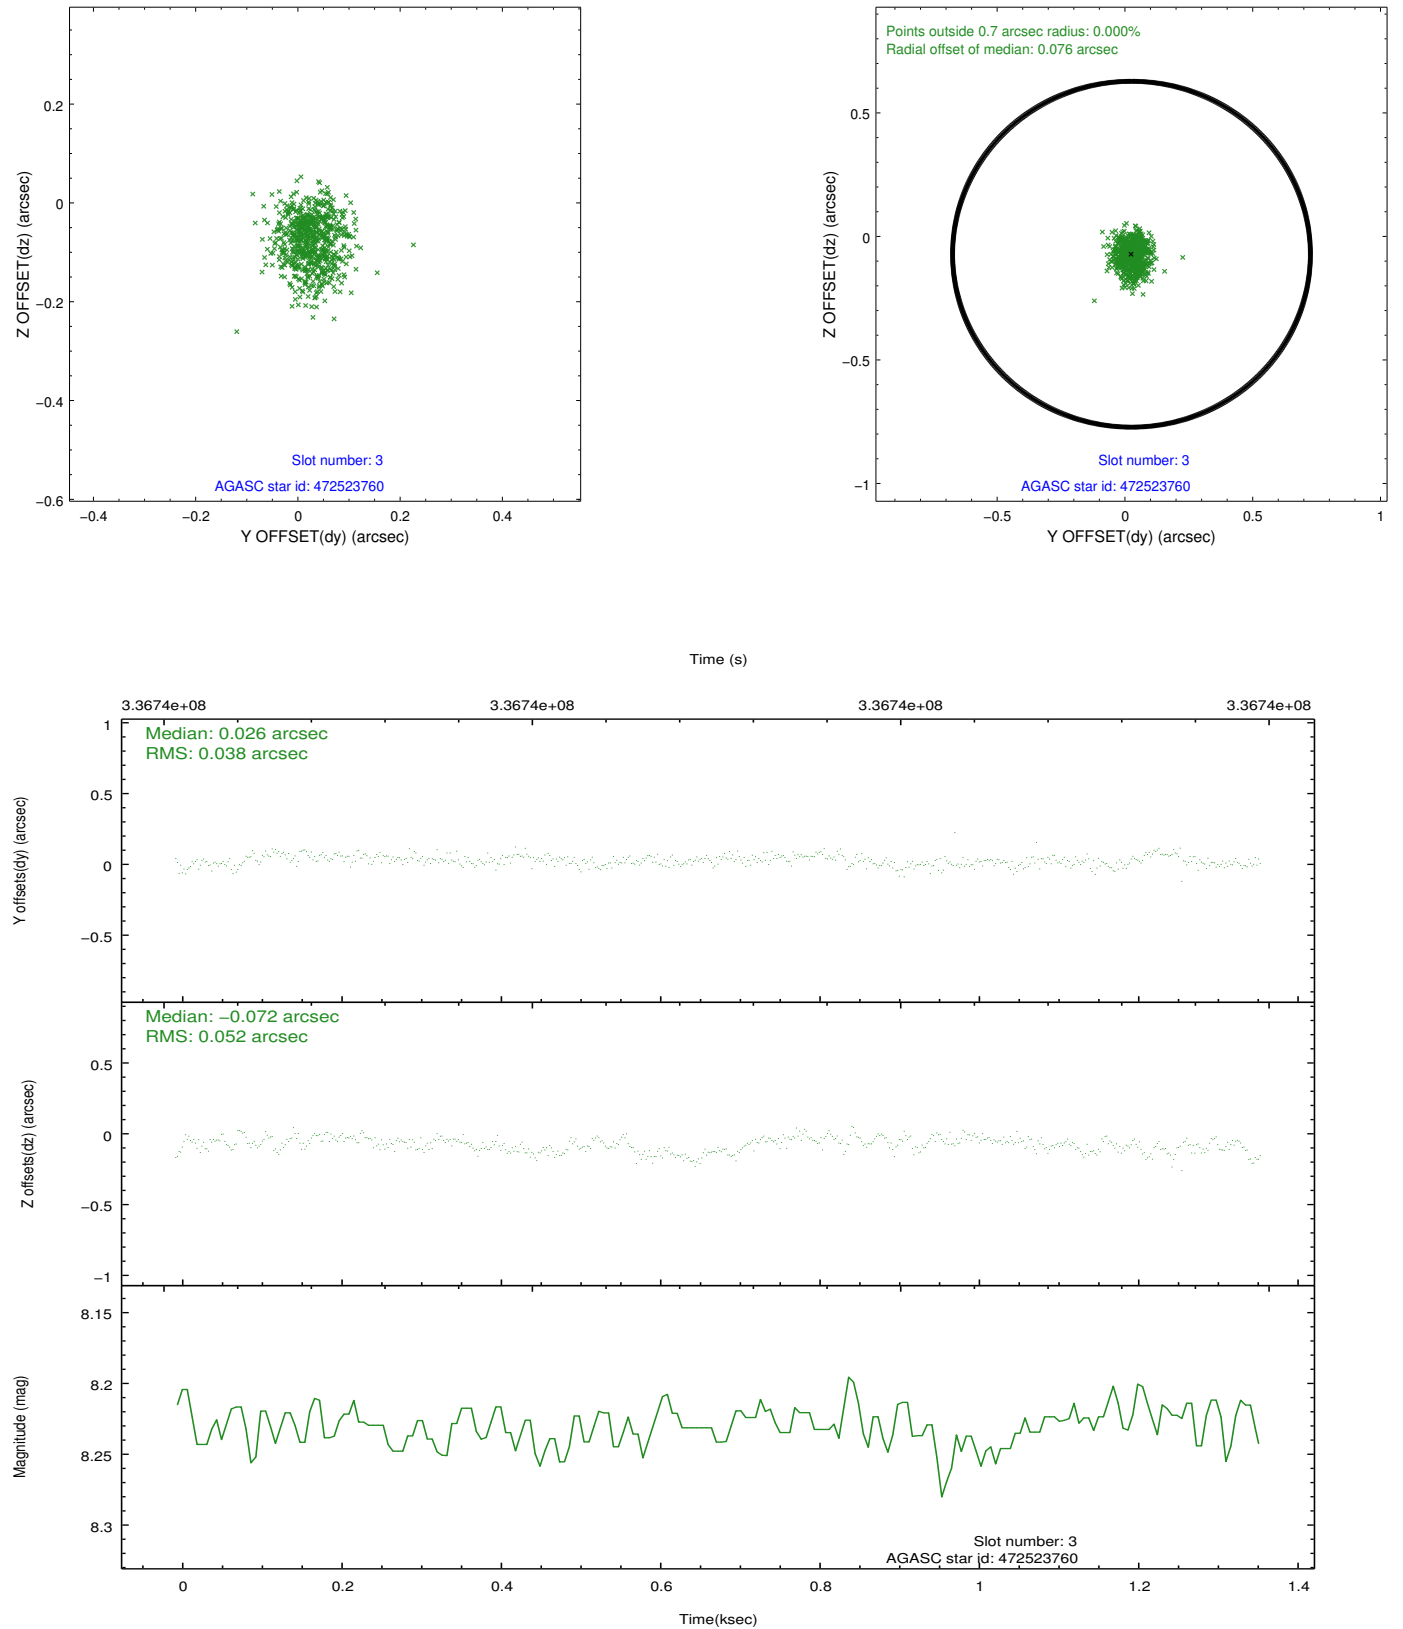 0.2
0
−0.2
−0.4
−0.6
Z OFFSET(dz) (arcsec)
Slot number: 3
AGASC star id: 472523760
−0.4 −0.2 0 0.2 0.4
Y OFFSET(dy) (arcsec)
Points outside 0.7 arcsec radius: 0.000%
Radial offset of median: 0.076 arcsec
0.5
0
−0.5
−1
Z OFFSET(dz) (arcsec)
Slot number: 3
AGASC star id: 472523760
−0.5 0 0.5 1
Y OFFSET(dy) (arcsec)
Time (s)
3.3674e+08 3.3674e+08 3.3674e+08 3.3674e+08
Median: 0.026 arcsec
RMS: 0.038 arcsec
1
0.5
0
−0.5
Y offsets(dy) (arcsec)
Median: −0.072 arcsec
RMS: 0.052 arcsec
0.5
0
−0.5
−1
Z offsets(dz) (arcsec)
8.15
8.2
8.25
8.3
Magnitude (mag)
Slot number: 3
AGASC star id: 472523760
0 0.2 0.4 0.6 0.8 1 1.2 1.4
Time(ksec)